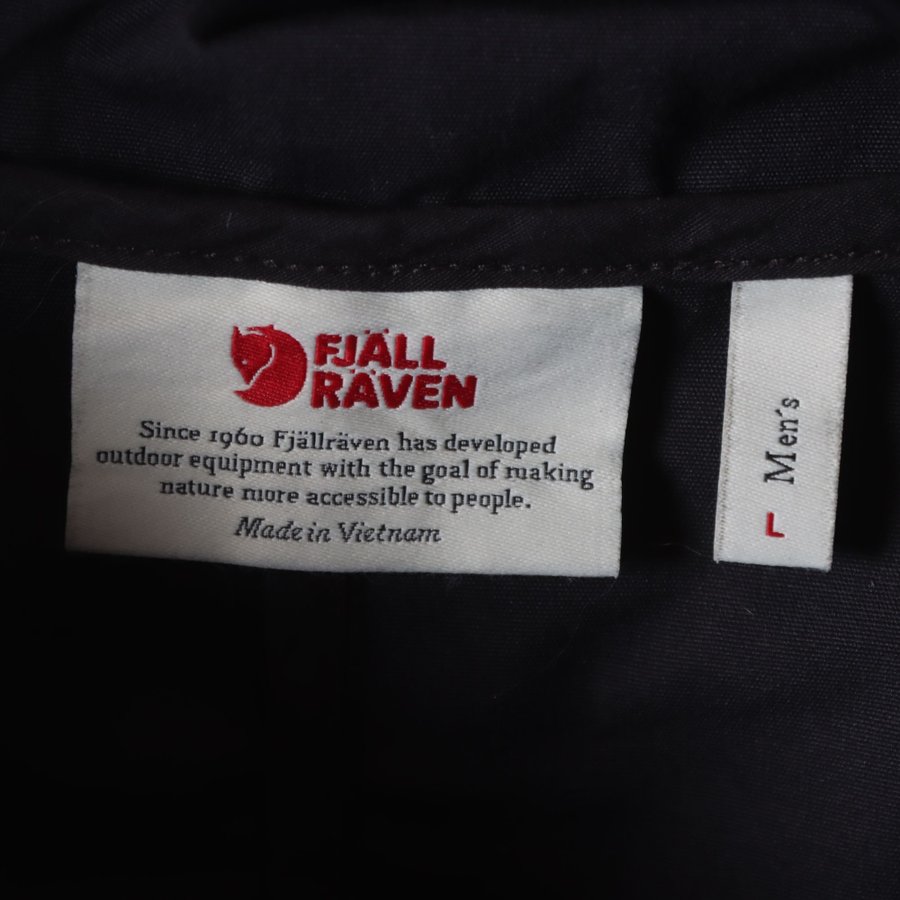 FJÄLL
RÄVEN
Since 1960 Fjällräven has developed
outdoor equipment with the goal of making
nature more accessible to people.
Made in Vietnam
L Men's